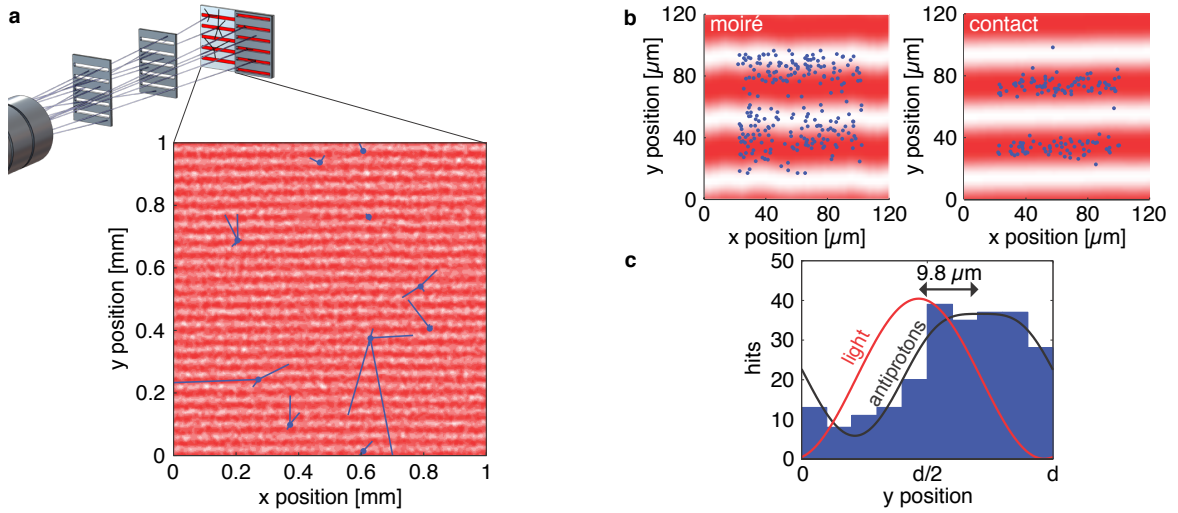 a
1
0.8
0.6
0.4
0.2
0
y position [mm]
0 0.2 0.4 0.6 0.8 1
x position [mm]
b
120
80
40
0
y position [µm]
moiré
0 40 80 120
x position [µm]
120
80
40
0
y position [µm]
contact
0 40 80 120
x position [µm]
c
50
40
30
20
10
0
hits
9.8 µm
light
antiprotons
0 d/2 d
y position